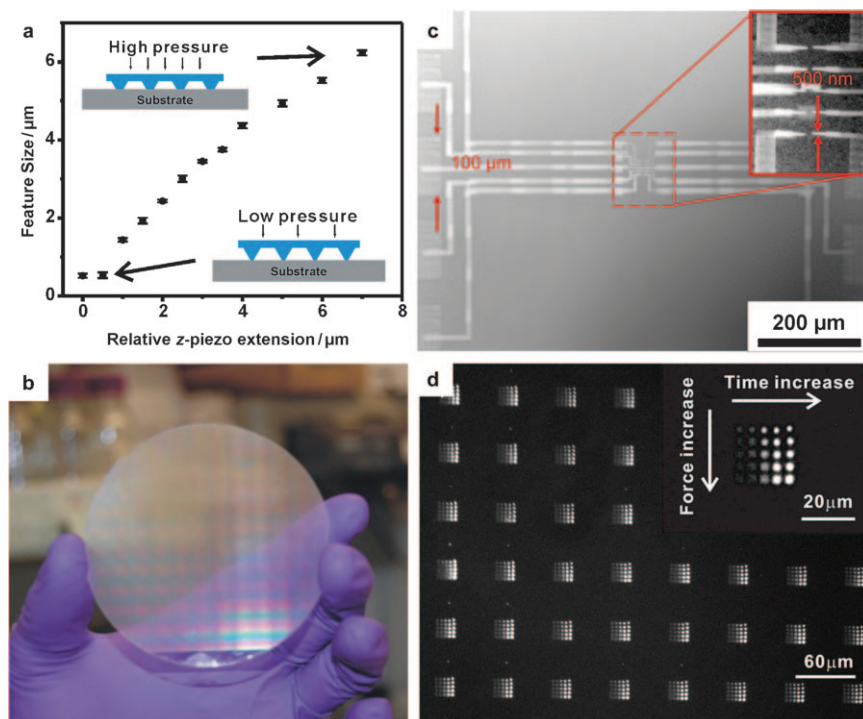 a
High pressure
Substrate
Low pressure
Substrate
Feature Size / µm
6
4
2
0
0 2 4 6 8
Relative z-piezo extension / µm
b
c
500 nm
100 µm
200 µm
d
Time increase
Force increase
20µm
60µm